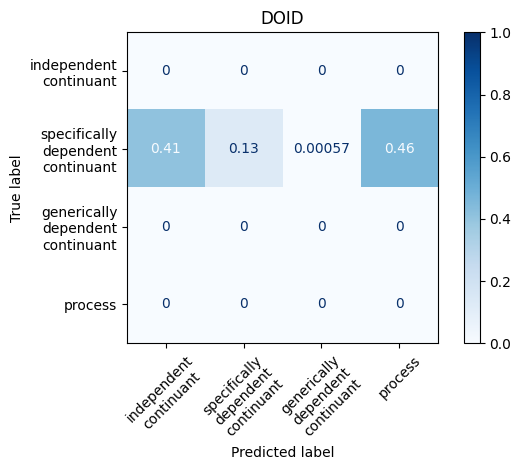 DOID
True label
independent
continuant
0 0 0 0
specifically
dependent
continuant
0.41 0.13 0.00057 0.46
generically
dependent
continuant
0 0 0 0
process
0 0 0 0
independent
continuant
specifically
dependent
continuant
generically
dependent
continuant
process
Predicted label
1.0
0.8
0.6
0.4
0.2
0.0